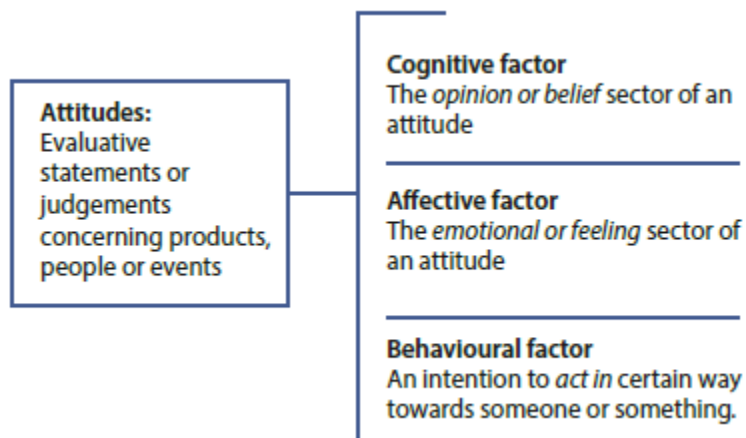 Attitudes:
Evaluative
statements or
judgements
concerning products,
people or events
Cognitive factor
The opinion or belief sector of an
attitude
Affective factor
The emotional or feeling sector of
an attitude
Behavioural factor
An intention to act in certain way
towards someone or something.